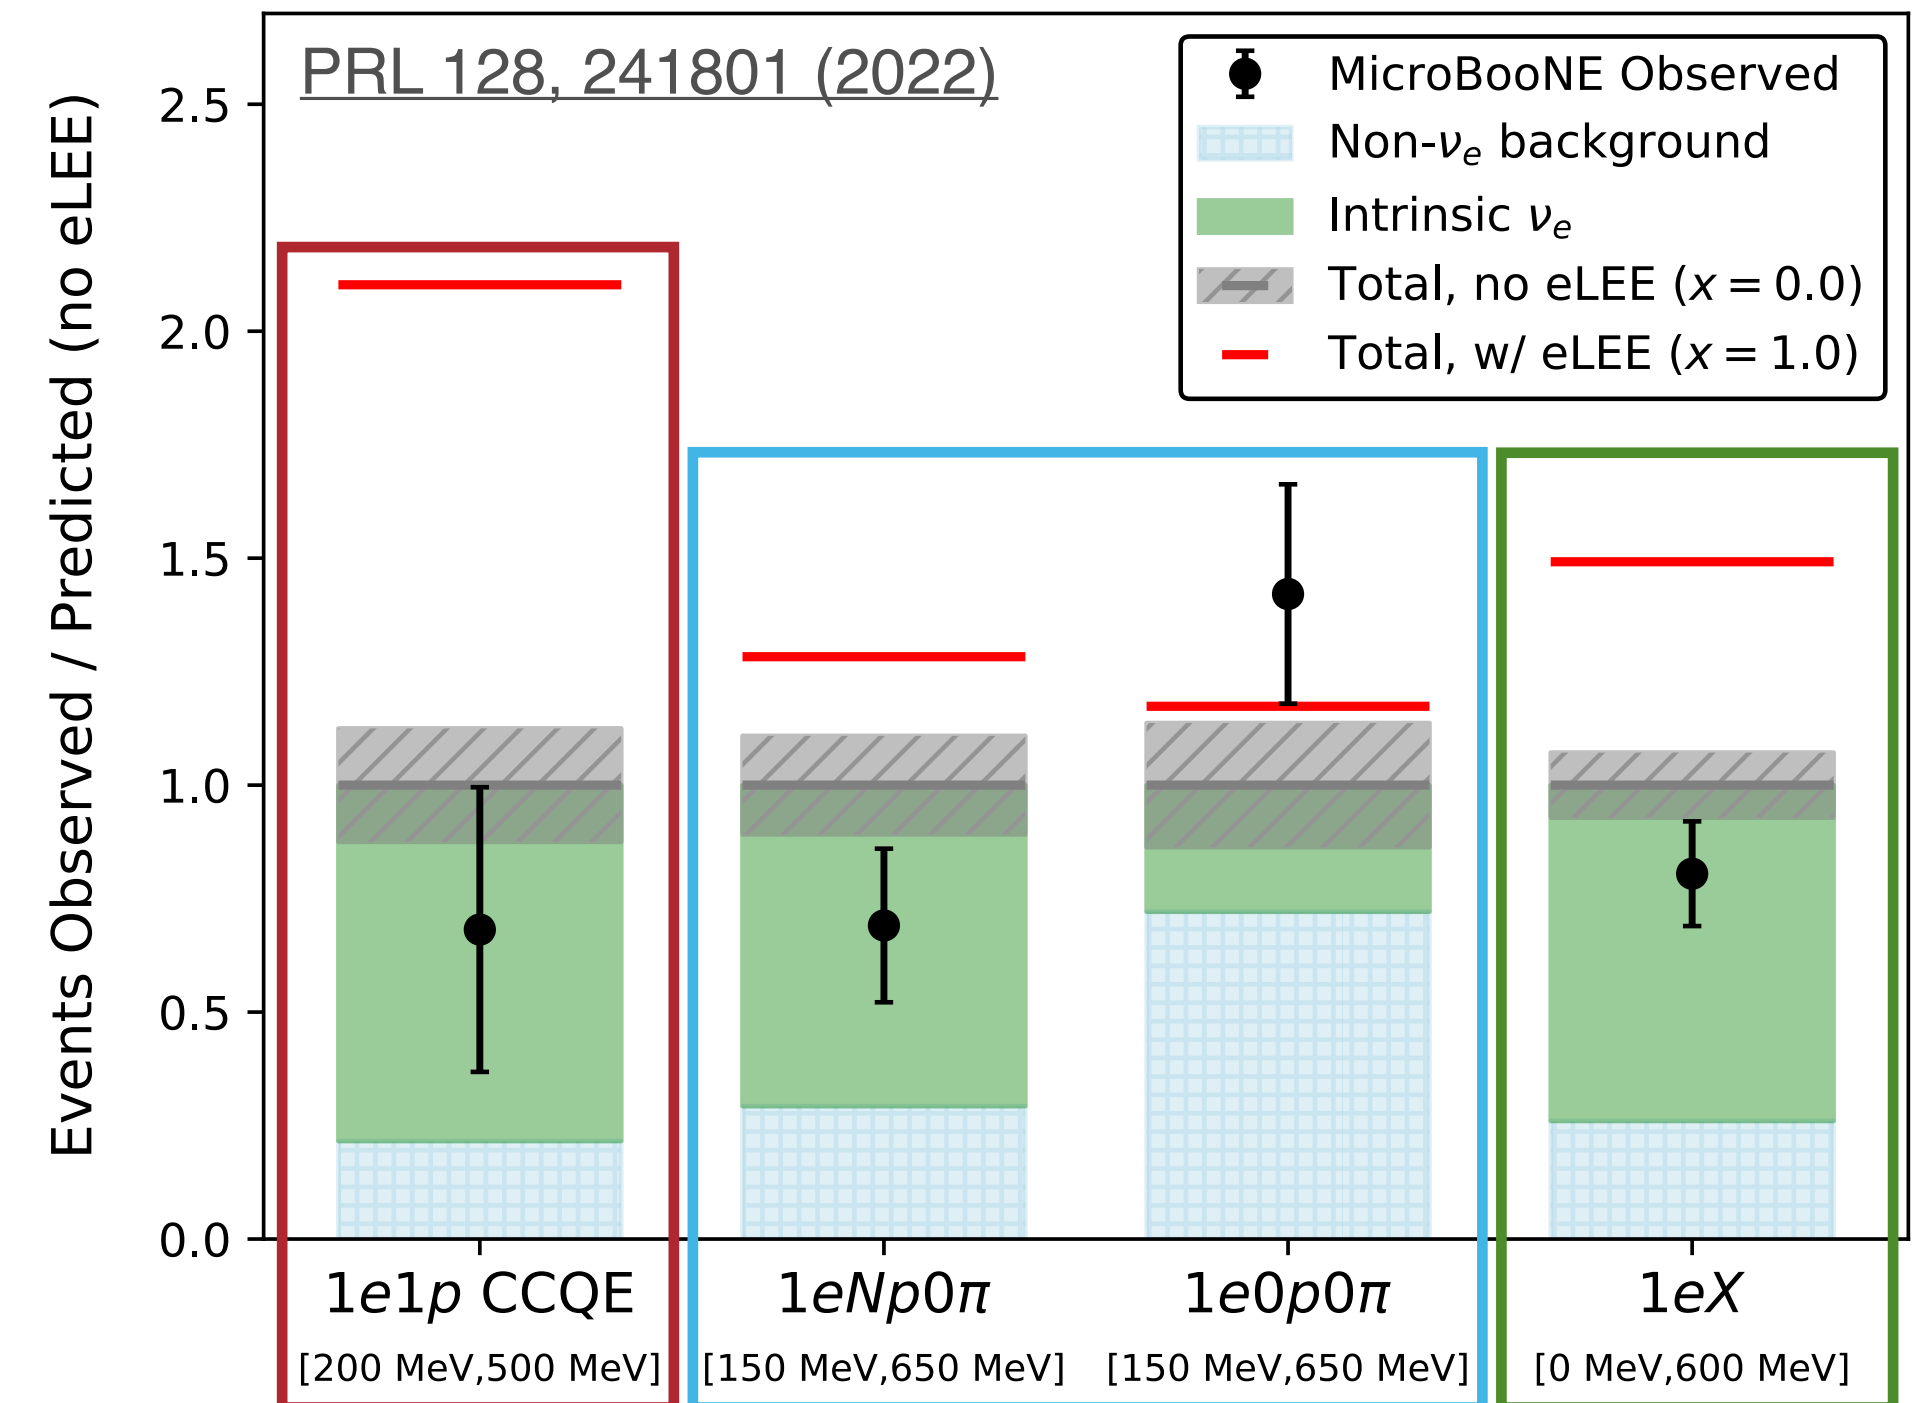 PRL 128, 241801 (2022)
MicroBooNE Observed
Non-νe background
Intrinsic νe
Total, no eLEE (x = 0.0)
Total, w/ eLEE (x = 1.0)
Events Observed / Predicted (no eLEE)
2.5
2.0
1.5
1.0
0.5
0.0
1e1p CCQE
1eNp0π
1e0p0π
1eX
[200 MeV,500 MeV]
[150 MeV,650 MeV]
[150 MeV,650 MeV]
[0 MeV,600 MeV]